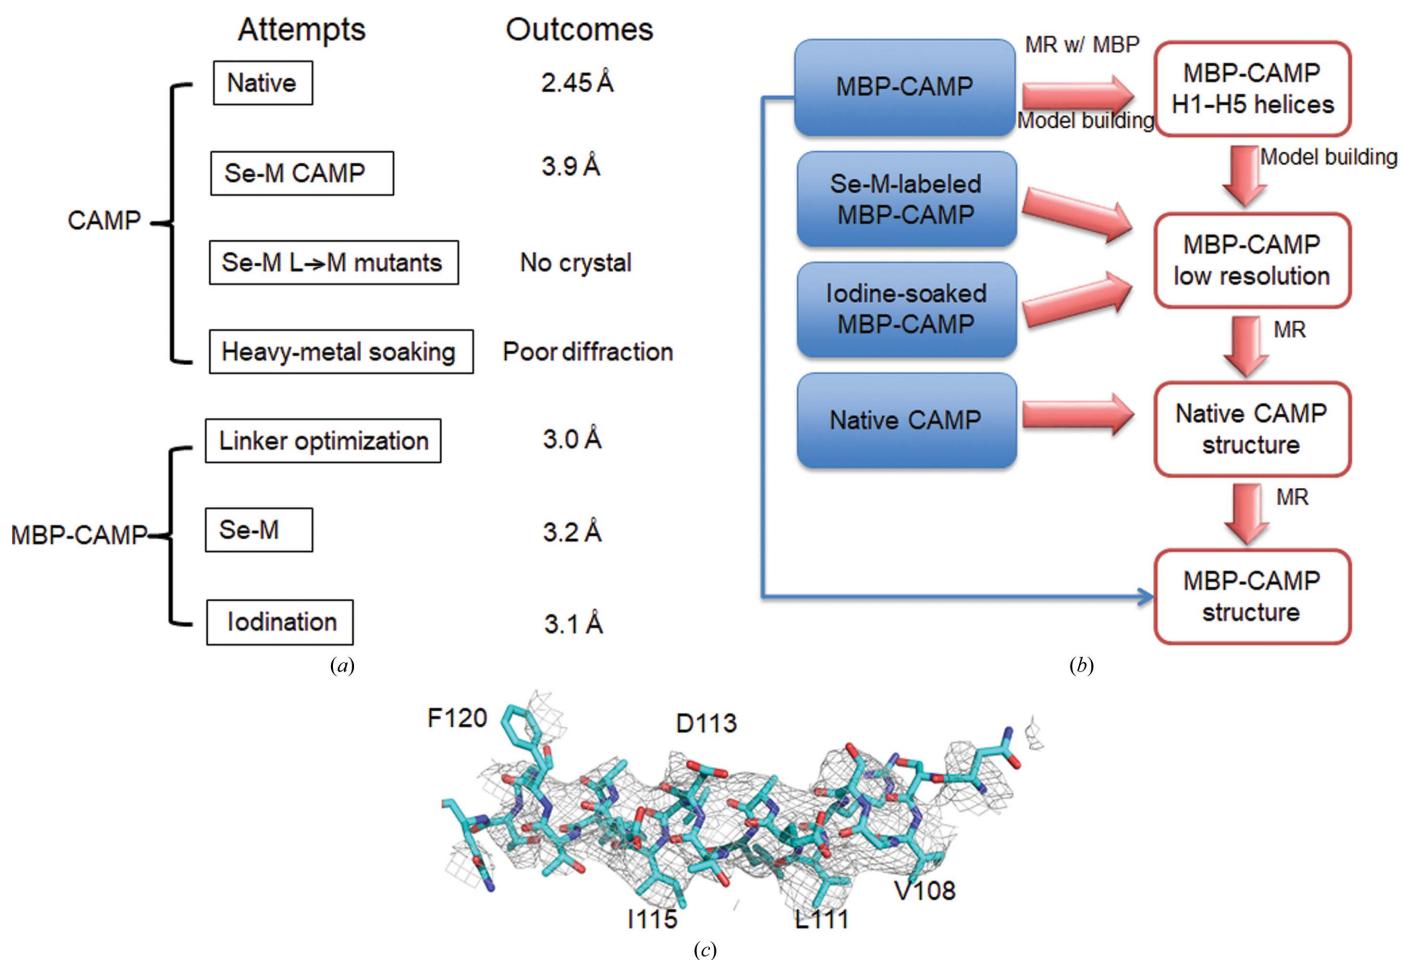 Attempts
Outcomes
Native
2.45 Å
Se-M CAMP
3.9 Å
CAMP
Se-M L→M mutants
No crystal
Heavy-metal soaking
Poor diffraction
Linker optimization
3.0 Å
MBP-CAMP
Se-M
3.2 Å
Iodination
3.1 Å
(a)
MBP-CAMP
MR w/ MBP
Model building
MBP-CAMP
H1–H5 helices
Model building
Se-M-labeled
MBP-CAMP
MBP-CAMP
low resolution
Iodine-soaked
MBP-CAMP
MR
Native CAMP
Native CAMP
structure
MR
MBP-CAMP
structure
(b)
F120
D113
I115
L111
V108
(c)